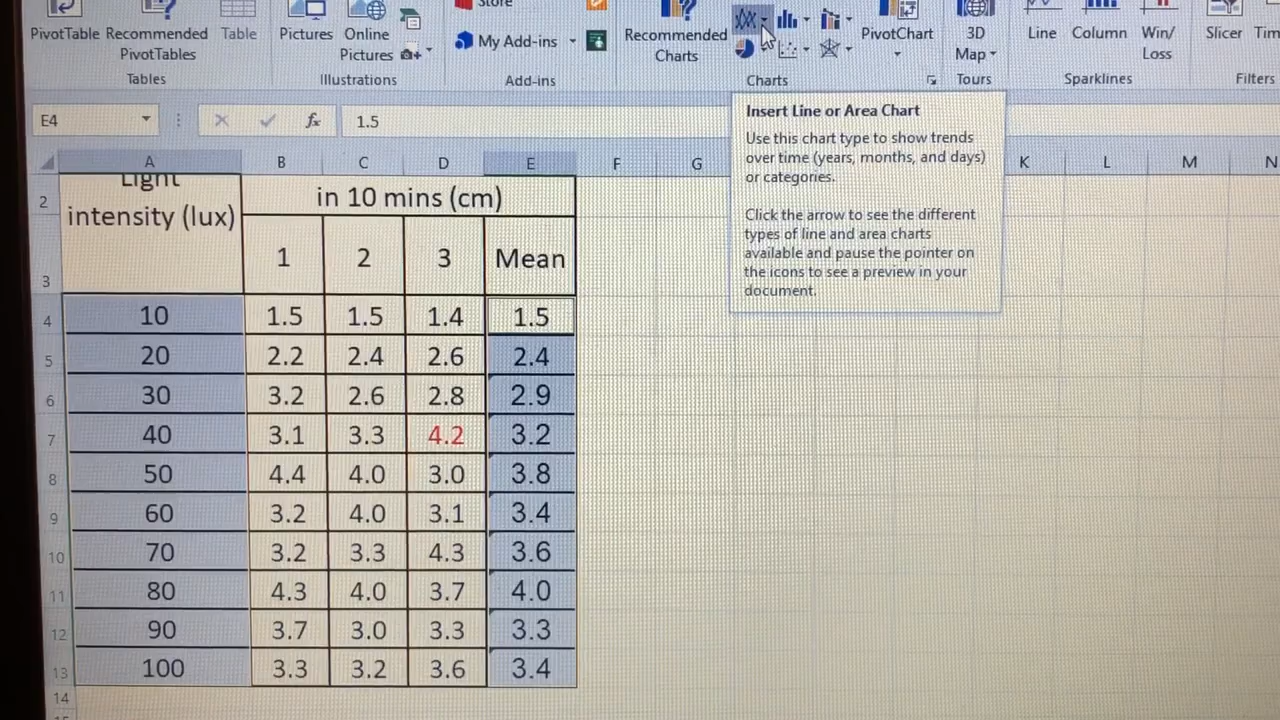 Store
PivotTable Recommended PivotTables Table
Tables
Pictures Online Pictures
Illustrations
My Add-ins
Add-ins
Recommended Charts
PivotChart
Charts
3D Map
Tours
Line Column Win/Loss
Sparklines
Slicer
Filters
E4 fx 1.5
Insert Line or Area Chart
Use this chart type to show trends
over time (years, months, and days)
or categories.
Click the arrow to see the different
types of line and area charts
available and pause the pointer on
the icons to see a preview in your
document.
A B C D E F G K L M N
2 Light in 10 mins (cm)
intensity (lux)
3 1 2 3 Mean
4 10 1.5 1.5 1.4 1.5
5 20 2.2 2.4 2.6 2.4
6 30 3.2 2.6 2.8 2.9
7 40 3.1 3.3 4.2 3.2
8 50 4.4 4.0 3.0 3.8
9 60 3.2 4.0 3.1 3.4
10 70 3.2 3.3 4.3 3.6
11 80 4.3 4.0 3.7 4.0
12 90 3.7 3.0 3.3 3.3
13 100 3.3 3.2 3.6 3.4
14